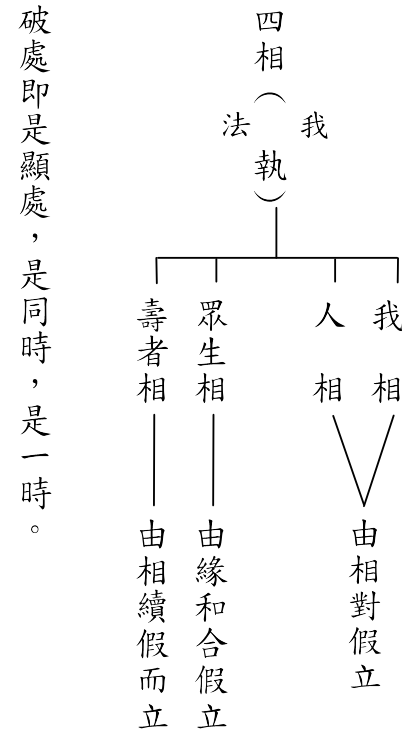 四相（我法執）
我相
人相
眾生相
壽者相
由相對假立
由緣和合假立
由相續假而立
破處即是顯處，是同時，是一時。